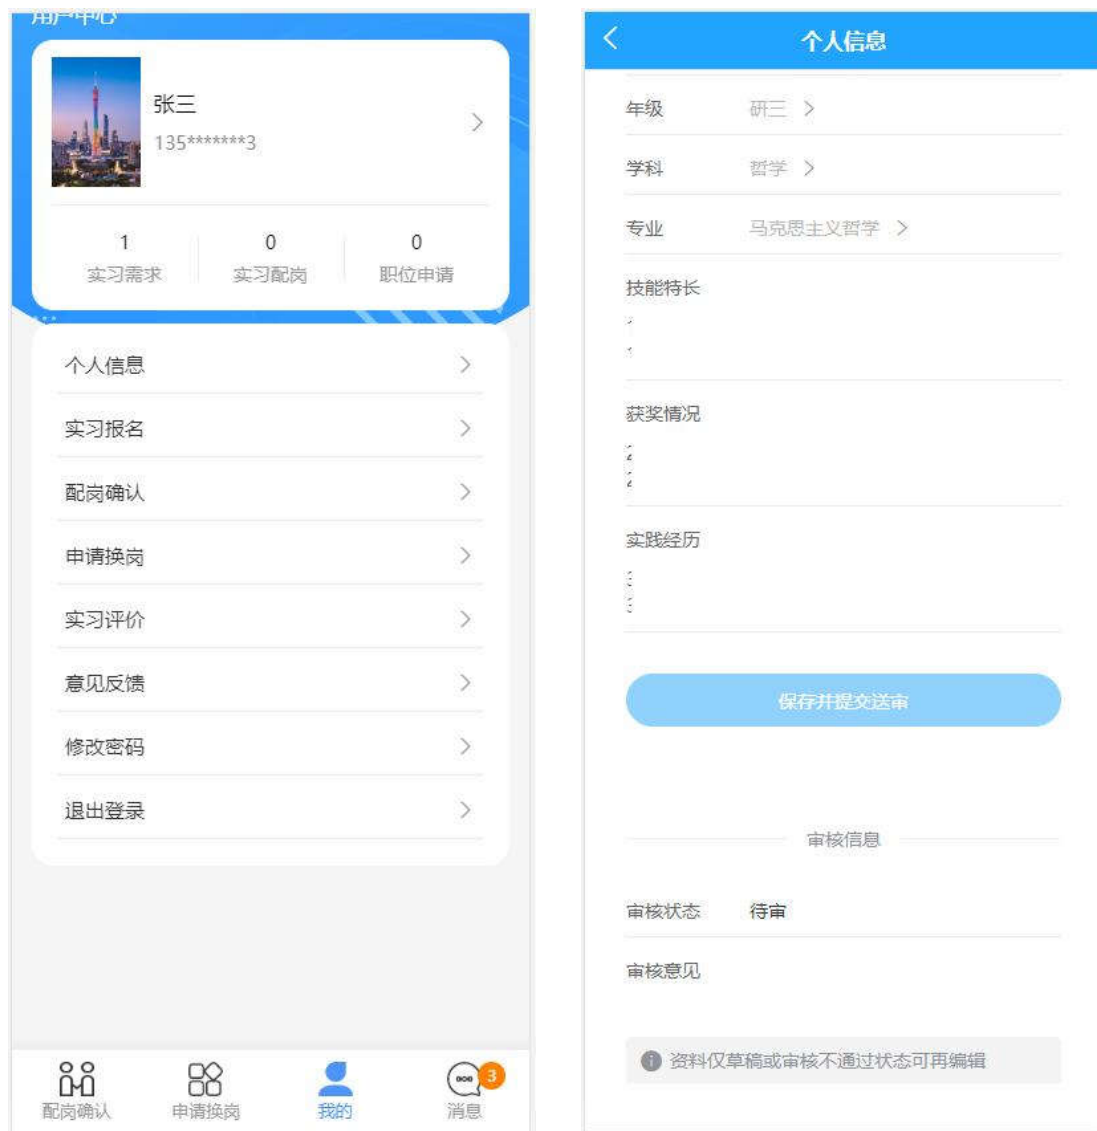 用户中心
张三
135*******3
1
0
0
实习需求
实习配岗
职位申请
个人信息
实习报名
配岗确认
申请换岗
实习评价
意见反馈
修改密码
退出登录
配岗确认
申请换岗
我的
3
消息
个人信息
年级 研三
学科 哲学
专业 马克思主义哲学
技能特长
获奖情况
实践经历
保存并提交送审
审核信息
审核状态 待审
审核意见
资料仅草稿或审核不通过状态可再编辑